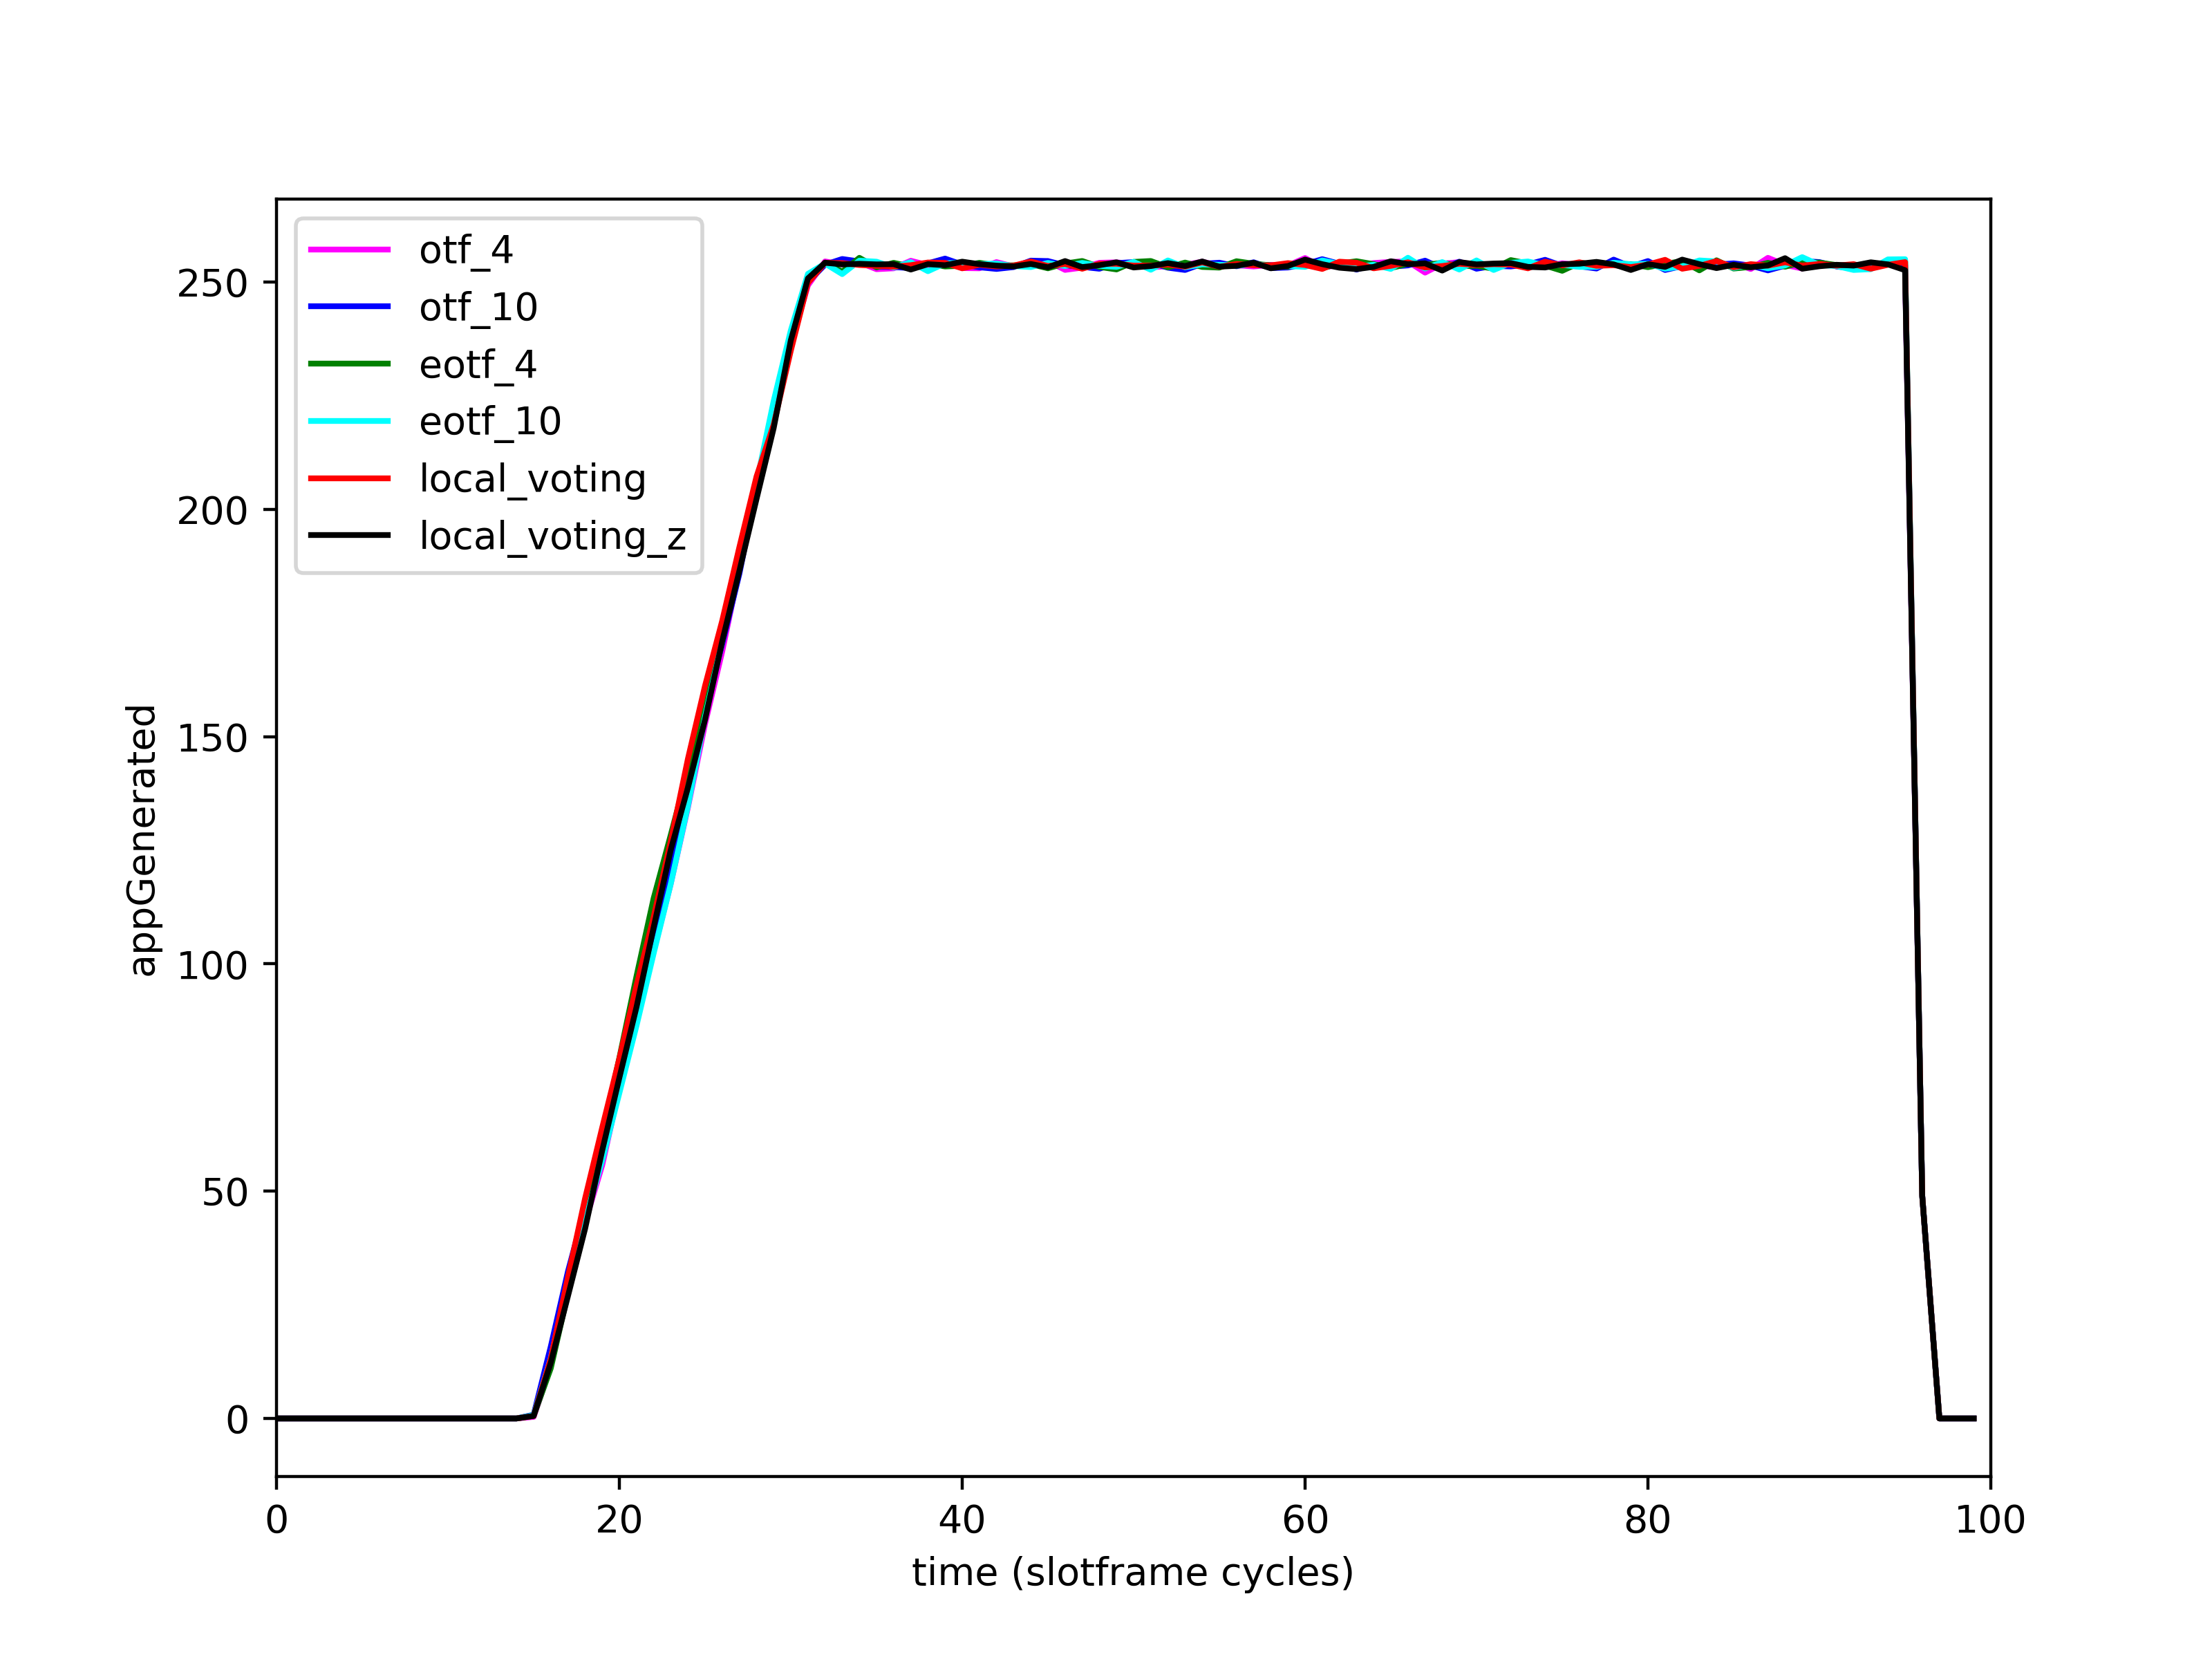 otf_4
otf_10
eotf_4
eotf_10
local_voting
local_voting_z
250
200
150
100
50
0
appGenerated
0 20 40 60 80 100
time (slotframe cycles)